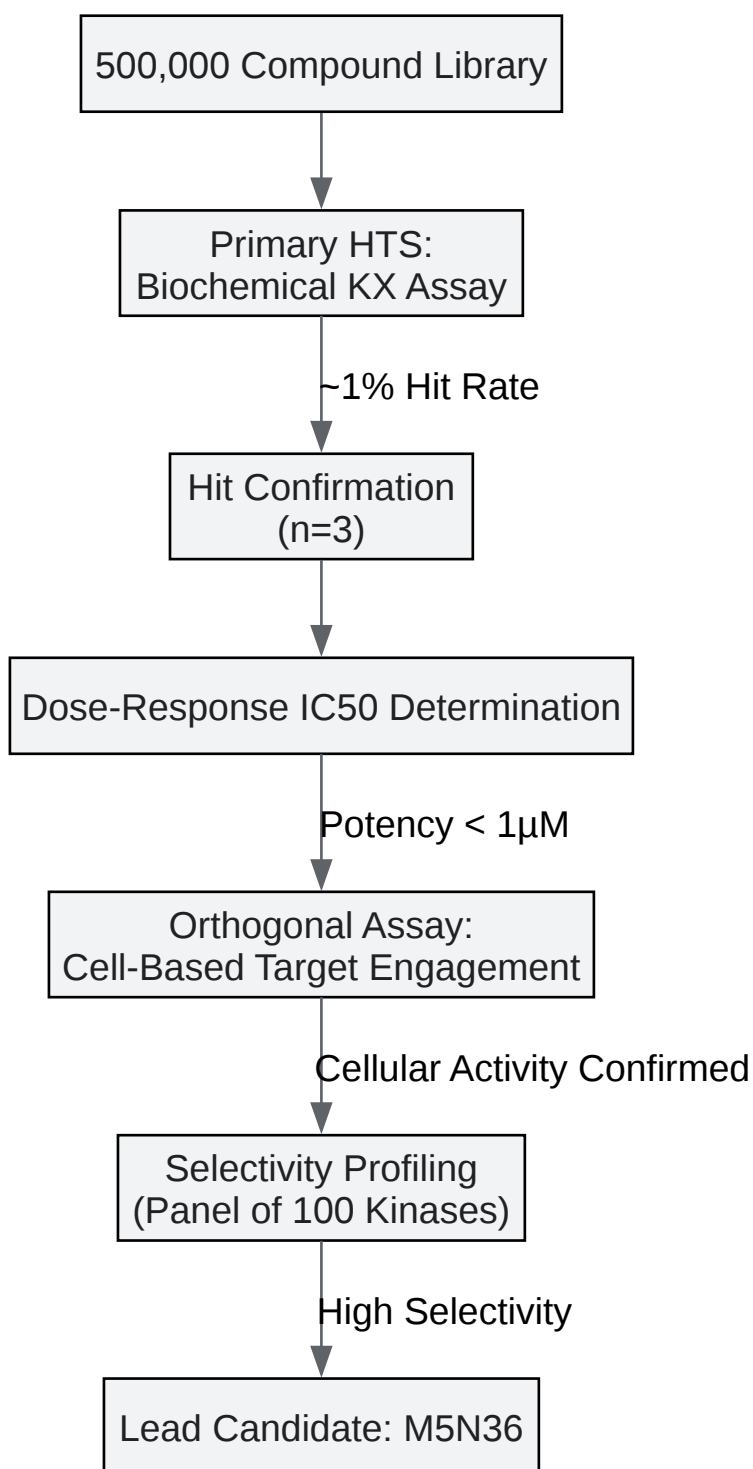 500,000 Compound Library
Primary HTS:
Biochemical KX Assay
~1% Hit Rate
Hit Confirmation
(n=3)
Dose-Response IC50 Determination
Potency < 1µM
Orthogonal Assay:
Cell-Based Target Engagement
Cellular Activity Confirmed
Selectivity Profiling
(Panel of 100 Kinases)
High Selectivity
Lead Candidate: M5N36